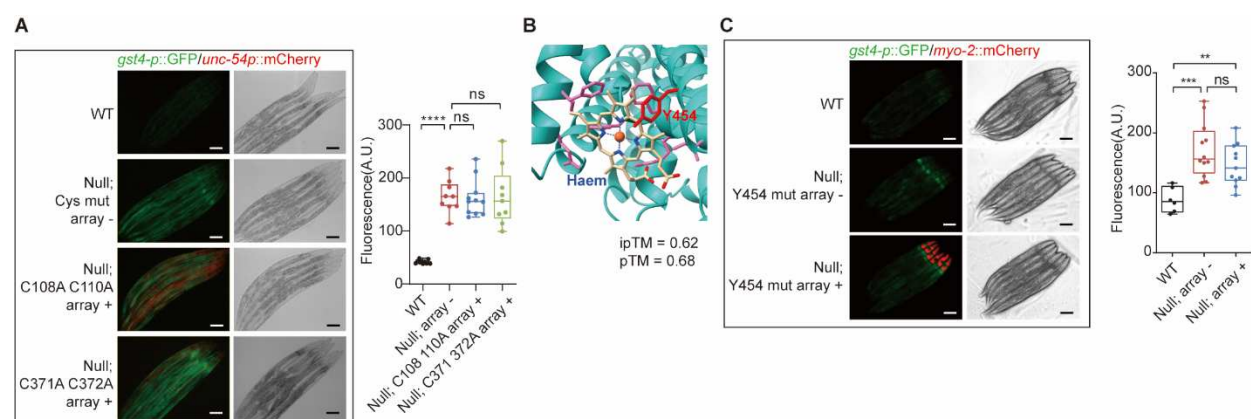 A
gst4-p::GFP/unc-54p::mCherry
WT
Null;
Cys mut
array -
Null;
C108A C110A
array +
Null;
C371A C372A
array +
Fluorescence(A.U.)
300
200
100
0
ns
**** ns
WT
Null; array -
Null; C108 110A array +
Null; C371 372A array +
B
Y454
Haem
ipTM = 0.62
pTM = 0.68
C
gst4-p::GFP/myo-2::mCherry
WT
Null;
Y454 mut array -
Null;
Y454 mut array +
Fluorescence(A.U.)
300
200
100
0
**
*** ns
WT
Null; array -
Null; array +